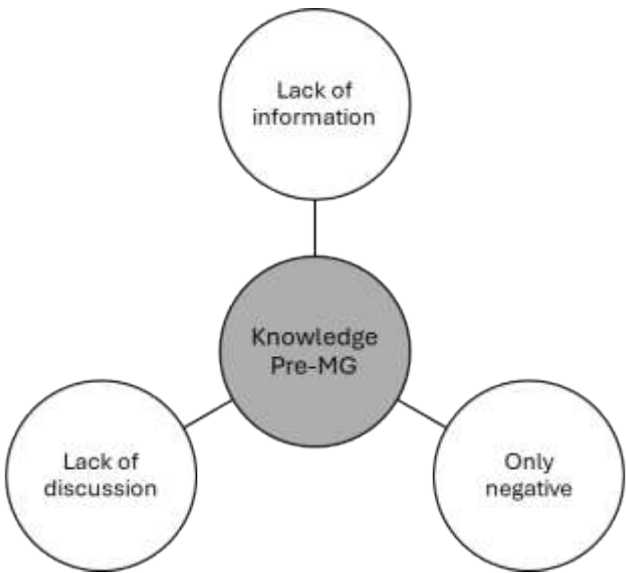 Lack of
information
Knowledge
Pre-MG
Lack of
discussion
Only
negative